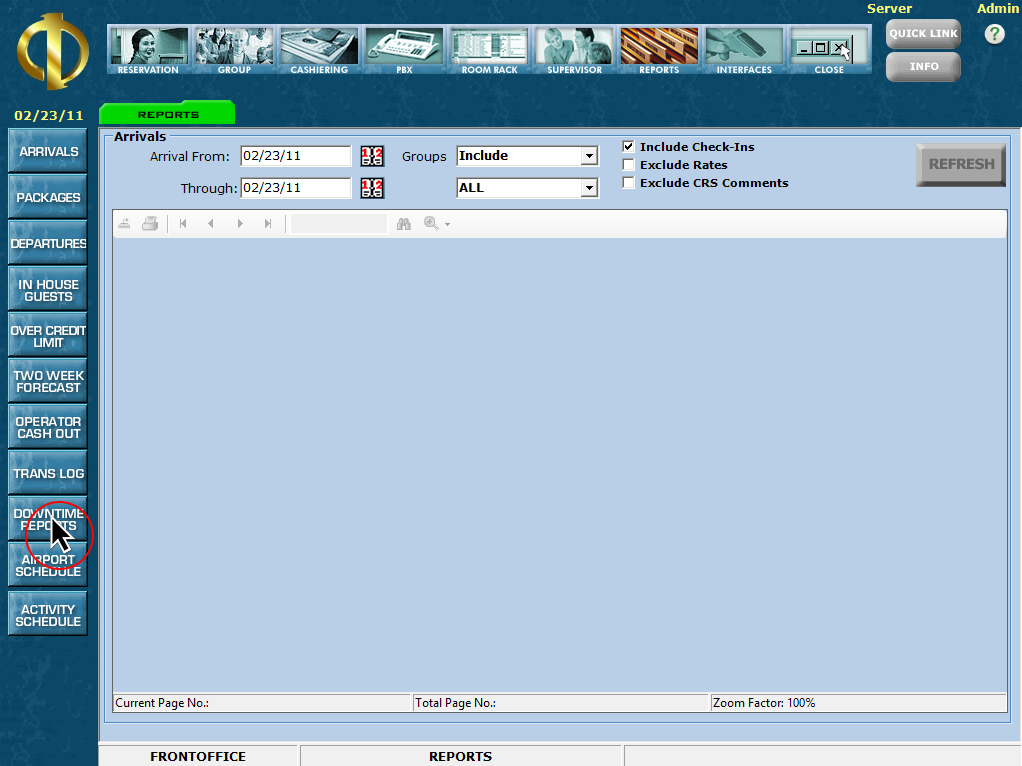 Server
Admin
QUICK LINK
INFO
?
RESERVATION
GROUP
CASHIERING
PBX
ROOM RACK
SUPERVISOR
REPORTS
INTERFACES
CLOSE
02/23/11
REPORTS
ARRIVALS
PACKAGES
DEPARTURES
IN HOUSE
GUESTS
OVER CREDIT
LIMIT
TWO WEEK
FORECAST
OPERATOR
CASH OUT
TRANS LOG
DOWNTIME
REPORTS
AIRPORT
SCHEDULE
ACTIVITY
SCHEDULE
Arrivals
Arrival From: 02/23/11
Groups Include
Through: 02/23/11
ALL
Include Check-Ins
Exclude Rates
Exclude CRS Comments
REFRESH
Current Page No.:
Total Page No.:
Zoom Factor: 100%
FRONTOFFICE
REPORTS